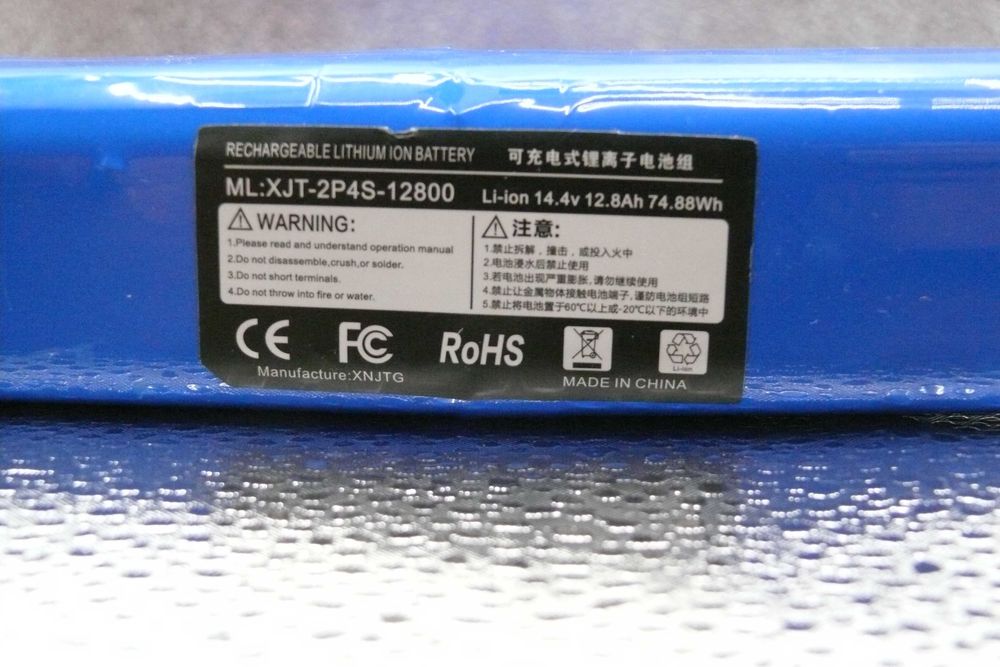 RECHARGEABLE LITHIUM ION BATTERY 可充电式锂离子电池组
ML:XJT-2P4S-12800 Li-ion 14.4v 12.8Ah 74.88Wh
WARNING:
1.Please read and understand operation manual
2.Do not disassemble,crush,or solder.
3.Do not short terminals.
4.Do not throw into fire or water.
注意:
1.禁止拆解，撞击，或投入火中
2.电池浸水后禁止使用
3.若电池出现严重膨胀,请勿继续使用
4.禁止让金属物体接触电池端子,谨防电池组短路
5.禁止将电池置于60℃以上或-20℃以下的环境中
CE FC RoHS
Li-ion
Manufacture:XNJTG MADE IN CHINA